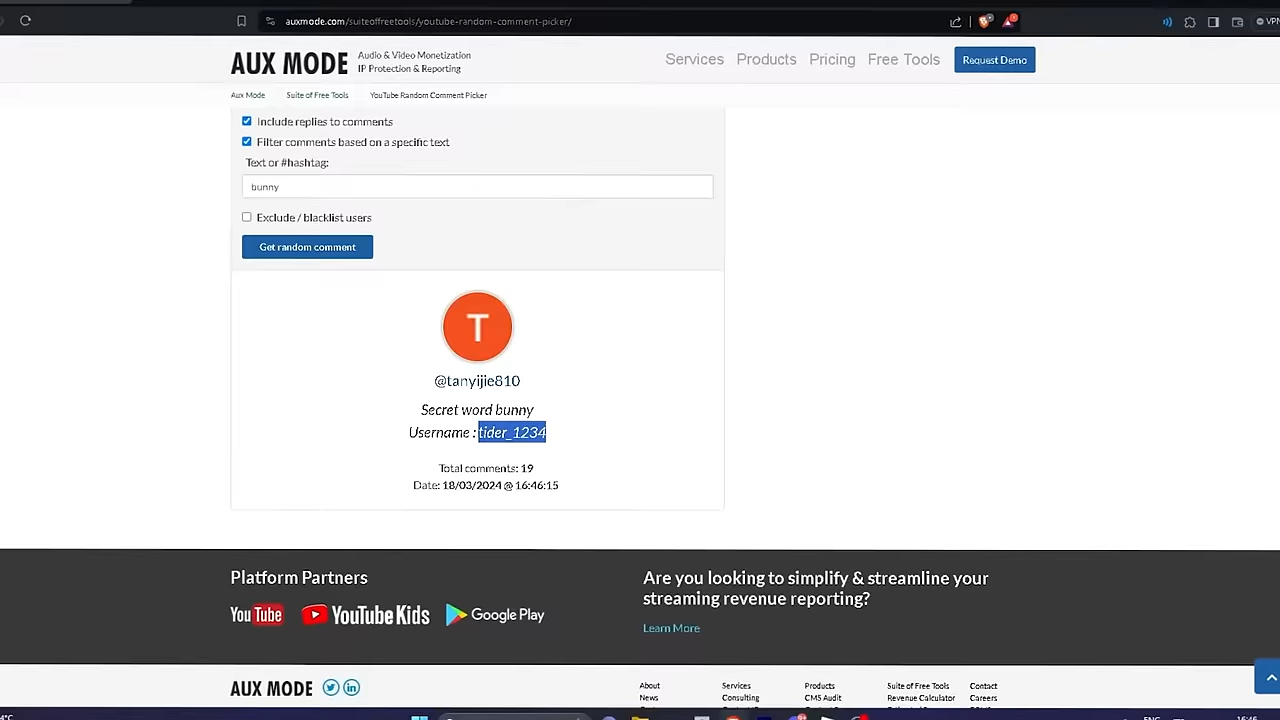 auxmode.com/suiteoffreetools/youtube-random-comment-picker/
VPN
AUX MODE
Audio & Video Monetization
IP Protection & Reporting
Services
Products
Pricing
Free Tools
Request Demo
Aux Mode
Suite of Free Tools
YouTube Random Comment Picker
Include replies to comments
Filter comments based on a specific text
Text or #hashtag:
bunny
Exclude / blacklist users
Get random comment
T
@tanyijie810
Secret word bunny
Username : tider_1234
Total comments: 19
Date: 18/03/2024 @ 16:46:15
Platform Partners
YouTube
YouTube Kids
Google Play
Are you looking to simplify & streamline your
streaming revenue reporting?
Learn More
AUX MODE
About
Services
Products
Suite of Free Tools
Contact
News
Consulting
CMS Audit
Revenue Calculator
Careers